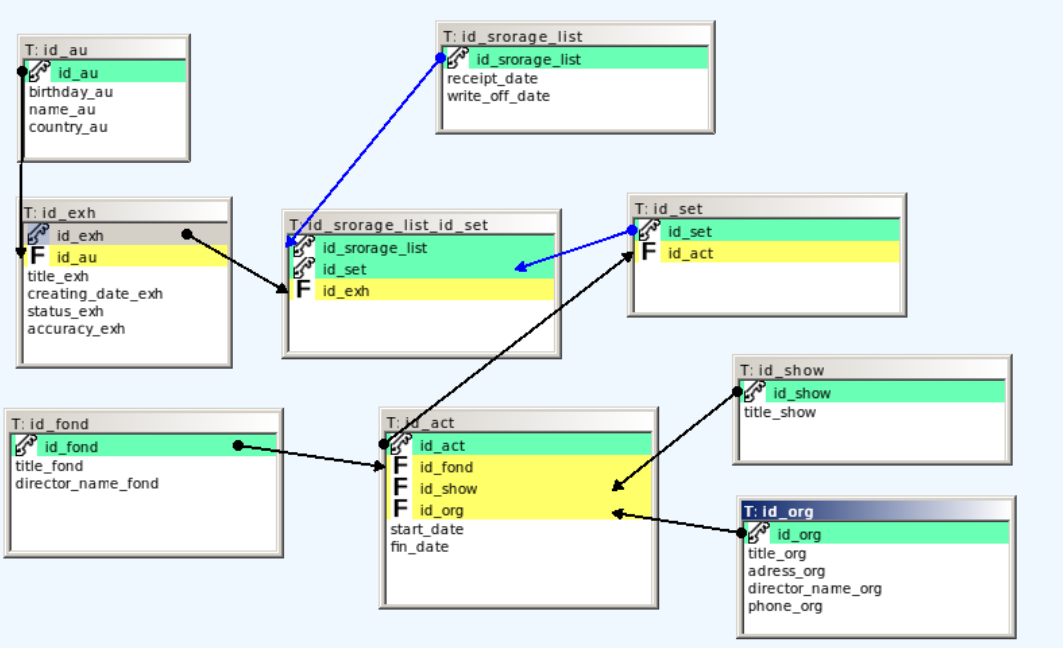 T: id_au
id_au
birthday_au
name_au
country_au
T: id_srorage_list
id_srorage_list
receipt_date
write_off_date
T: id_exh
id_exh
F id_au
title_exh
creating_date_exh
status_exh
accuracy_exh
T: id_srorage_list_id_set
id_srorage_list
id_set
F id_exh
T: id_set
id_set
F id_act
T: id_fond
id_fond
title_fond
director_name_fond
T: id_act
id_act
F id_fond
F id_show
F id_org
start_date
fin_date
T: id_show
id_show
title_show
T: id_org
id_org
title_org
adress_org
director_name_org
phone_org